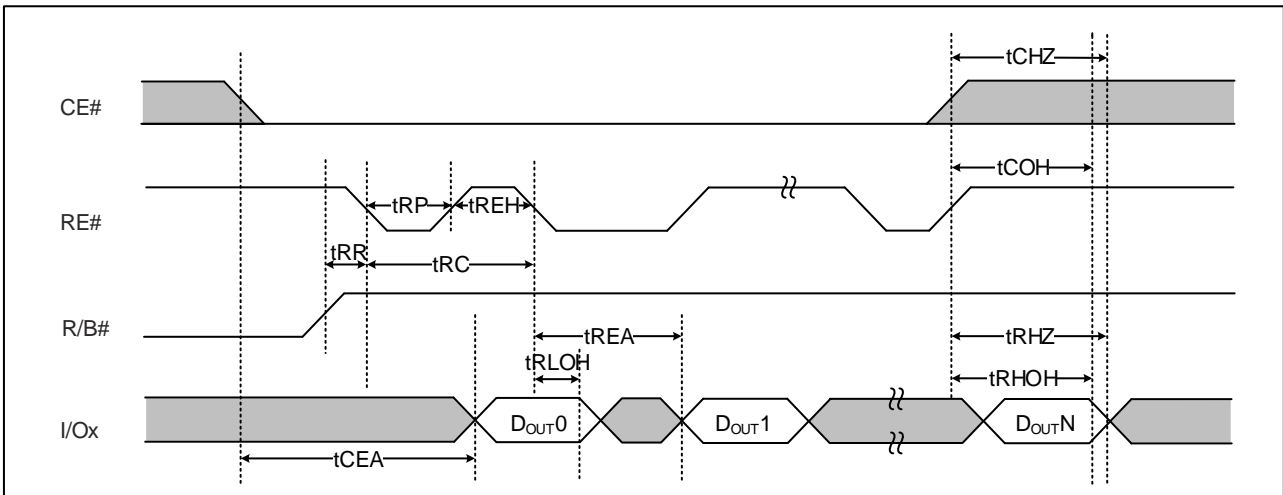 tCHZ
CE#
tCOH
tRP
tREH
RE#
tRR
tRC
R/B#
tREA
tRHZ
tRLOH
tRHOH
I/Ox
DOUT0
DOUT1
DOUTN
tCEA